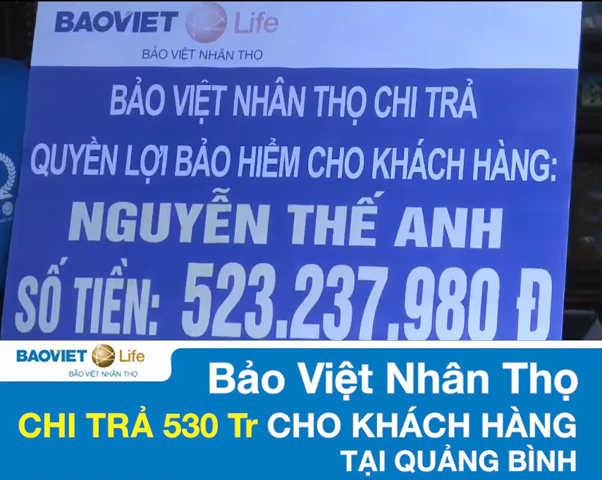 BAOVIET Life
BẢO VIỆT NHÂN THỌ
BẢO VIỆT NHÂN THỌ CHI TRẢ
QUYỀN LỢI BẢO HIỂM CHO KHÁCH HÀNG:
NGUYỄN THẾ ANH
SỐ TIỀN: 523.237.980 Đ
BAOVIET Life
BẢO VIỆT NHÂN THỌ
Bảo Việt Nhân Thọ
CHI TRẢ 530 Tr CHO KHÁCH HÀNG
TẠI QUẢNG BÌNH